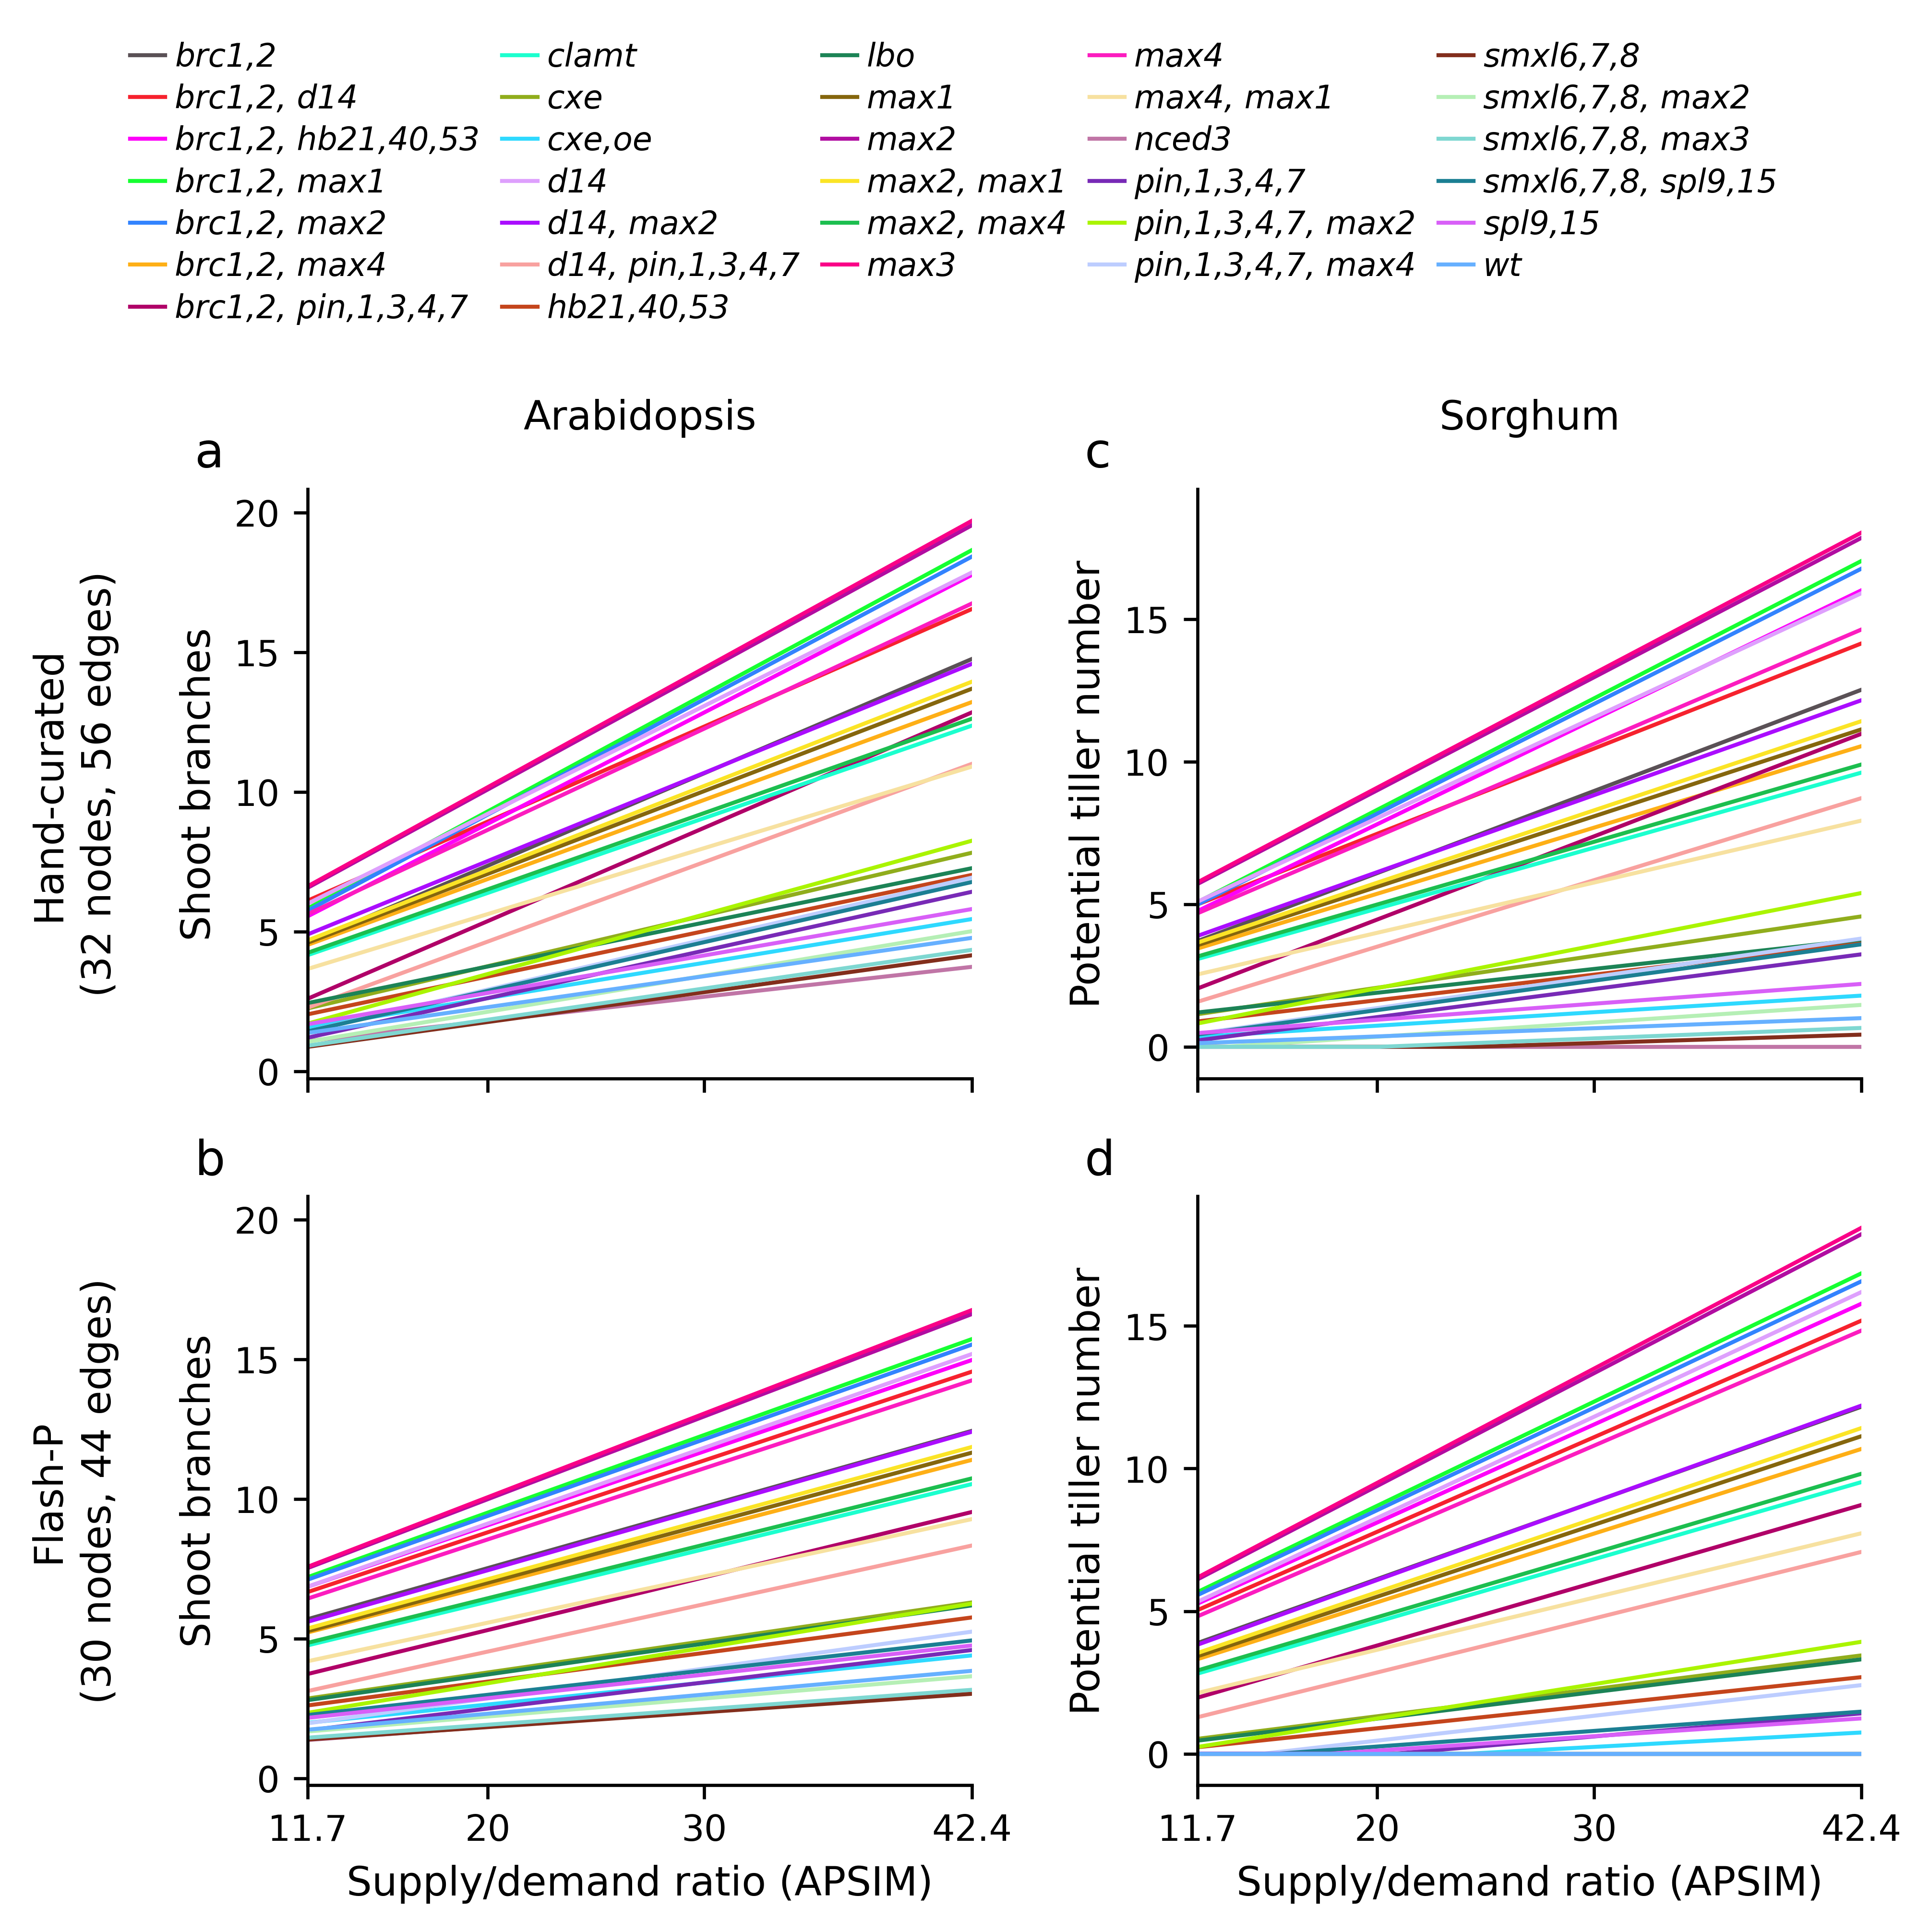 brc1,2
brc1,2, d14
brc1,2, hb21,40,53
brc1,2, max1
brc1,2, max2
brc1,2, max4
brc1,2, pin,1,3,4,7
clamt
cxe
cxe,oe
d14
d14, max2
d14, pin,1,3,4,7
hb21,40,53
lbo
max1
max2
max2, max1
max2, max4
max3
max4
max4, max1
nced3
pin,1,3,4,7
pin,1,3,4,7, max2
pin,1,3,4,7, max4
smxl6,7,8
smxl6,7,8, max2
smxl6,7,8, max3
smxl6,7,8, spl9,15
spl9,15
wt
Arabidopsis
a
Hand-curated
(32 nodes, 56 edges)
Shoot branches
20
15
10
5
0
Sorghum
c
Potential tiller number
15
10
5
0
b
Flash-P
(30 nodes, 44 edges)
Shoot branches
20
15
10
5
0
11.7
20
30
42.4
Supply/demand ratio (APSIM)
d
Potential tiller number
15
10
5
0
11.7
20
30
42.4
Supply/demand ratio (APSIM)